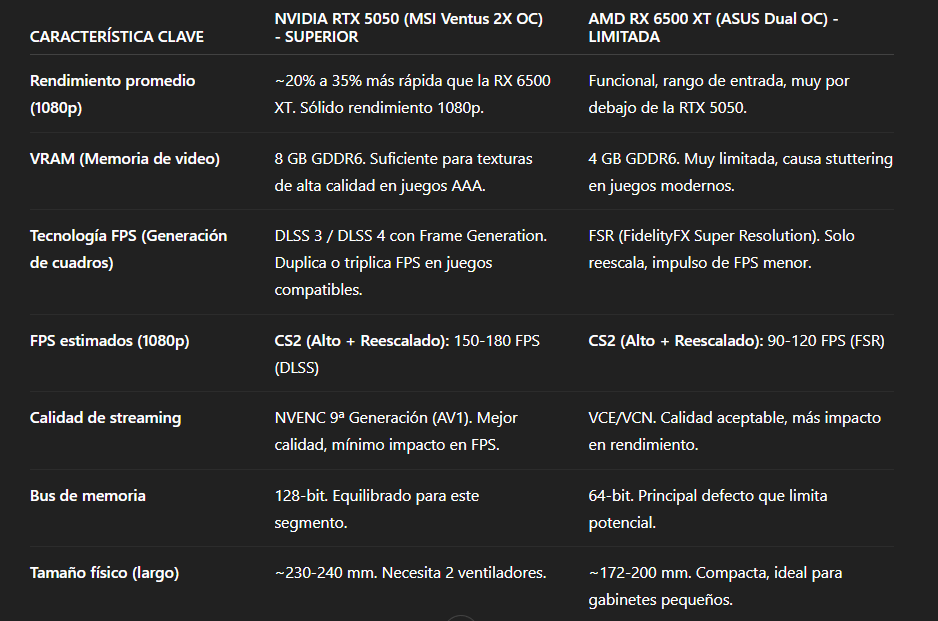 CARACTERÍSTICA CLAVE
NVIDIA RTX 5050 (MSI Ventus 2X OC)
- SUPERIOR
AMD RX 6500 XT (ASUS Dual OC) -
LIMITADA
Rendimiento promedio
(1080p)
~20% a 35% más rápida que la RX 6500
XT. Sólido rendimiento 1080p.
Funcional, rango de entrada, muy por
debajo de la RTX 5050.
VRAM (Memoria de video)
8 GB GDDR6. Suficiente para texturas
de alta calidad en juegos AAA.
4 GB GDDR6. Muy limitada, causa stuttering
en juegos modernos.
Tecnología FPS (Generación
de cuadros)
DLSS 3 / DLSS 4 con Frame Generation.
Duplica o triplica FPS en juegos
compatibles.
FSR (FidelityFX Super Resolution). Solo
reescala, impulso de FPS menor.
FPS estimados (1080p)
CS2 (Alto + Reescalado): 150-180 FPS
(DLSS)
CS2 (Alto + Reescalado): 90-120 FPS (FSR)
Calidad de streaming
NVENC 9ª Generación (AV1). Mejor
calidad, mínimo impacto en FPS.
VCE/VCN. Calidad aceptable, más impacto
en rendimiento.
Bus de memoria
128-bit. Equilibrado para este
segmento.
64-bit. Principal defecto que limita
potencial.
Tamaño físico (largo)
~230-240 mm. Necesita 2 ventiladores.
~172-200 mm. Compacta, ideal para
gabinetes pequeños.